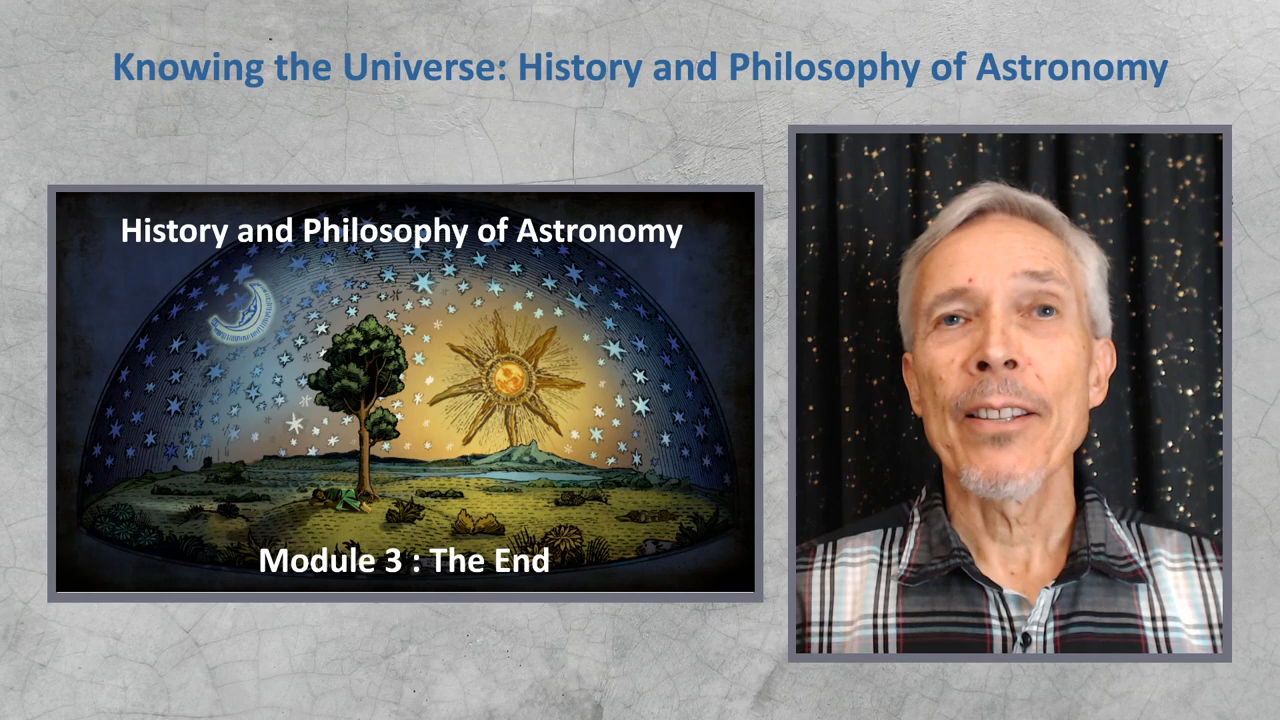 Knowing the Universe: History and Philosophy of Astronomy
History and Philosophy of Astronomy
Module 3 : The End